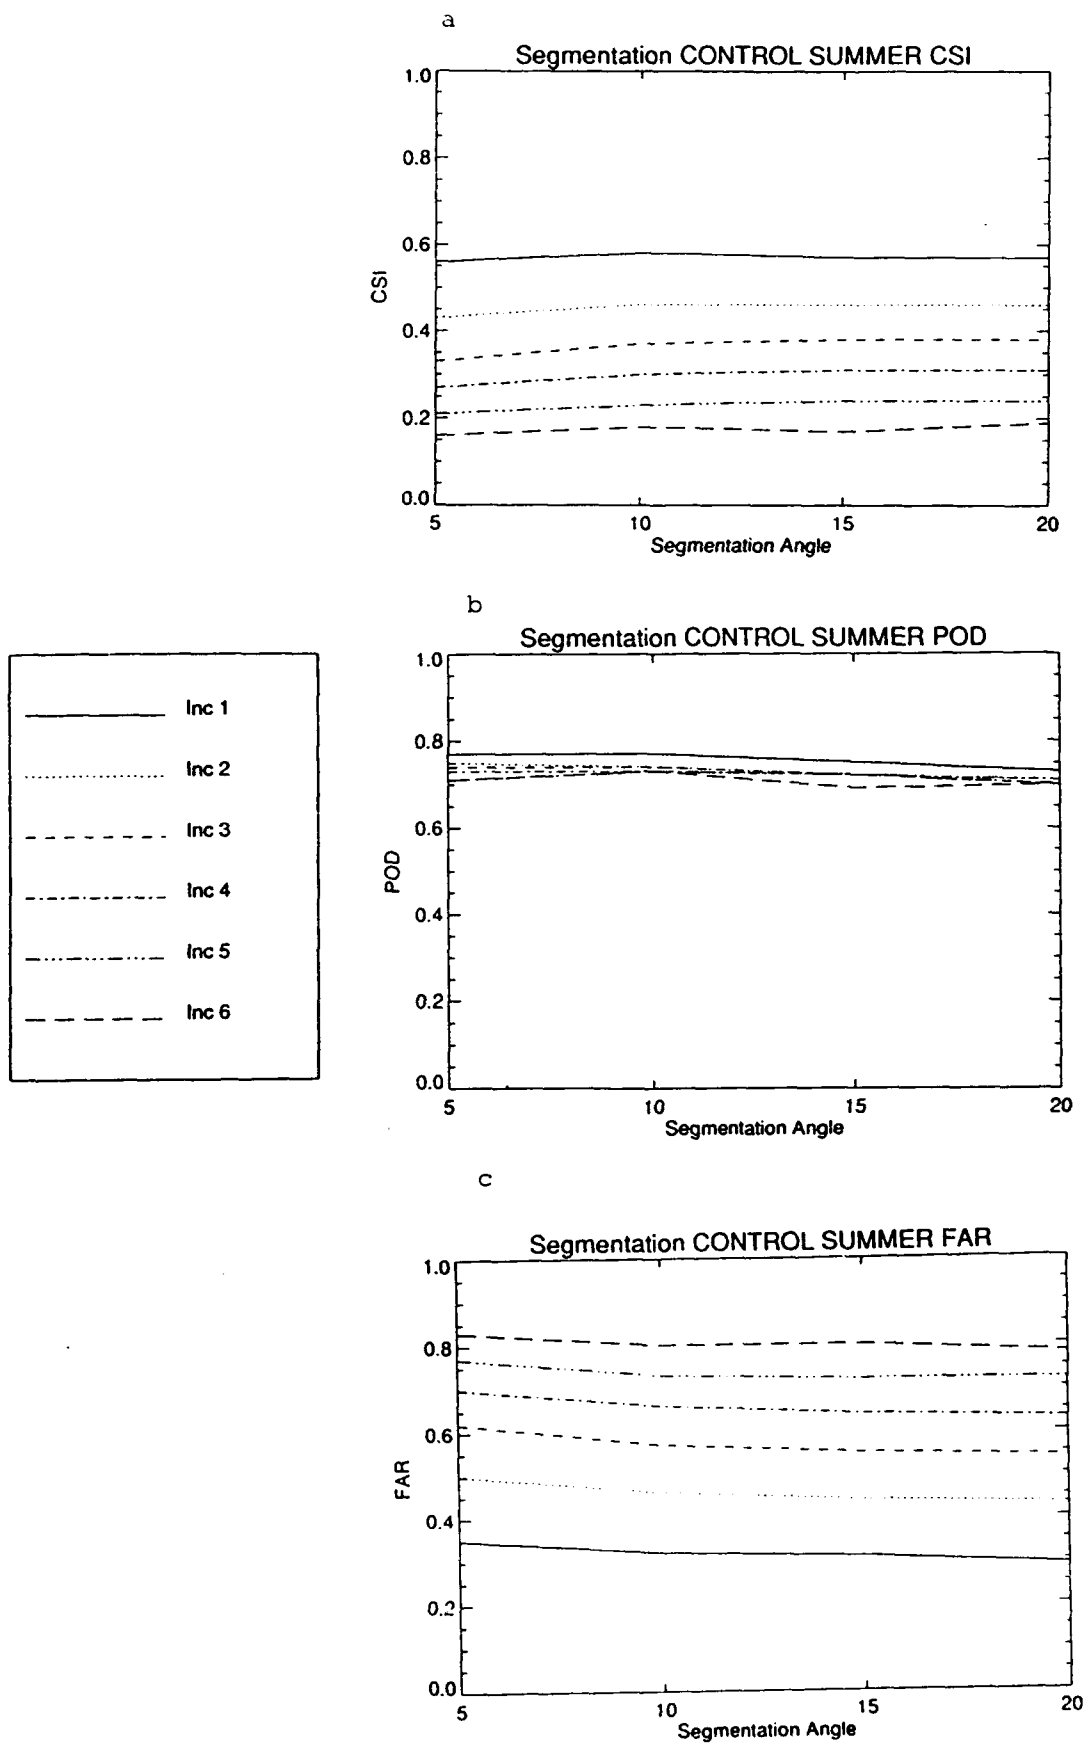 a
Segmentation CONTROL SUMMER CSI
1.0
0.8
0.6
0.4
0.2
0.0
CSI
5 10 15 20
Segmentation Angle
Inc 1
Inc 2
Inc 3
Inc 4
Inc 5
Inc 6
b
Segmentation CONTROL SUMMER POD
1.0
0.8
0.6
0.4
0.2
0.0
POD
5 10 15 20
Segmentation Angle
c
Segmentation CONTROL SUMMER FAR
1.0
0.8
0.6
0.4
0.2
0.0
FAR
5 10 15 20
Segmentation Angle